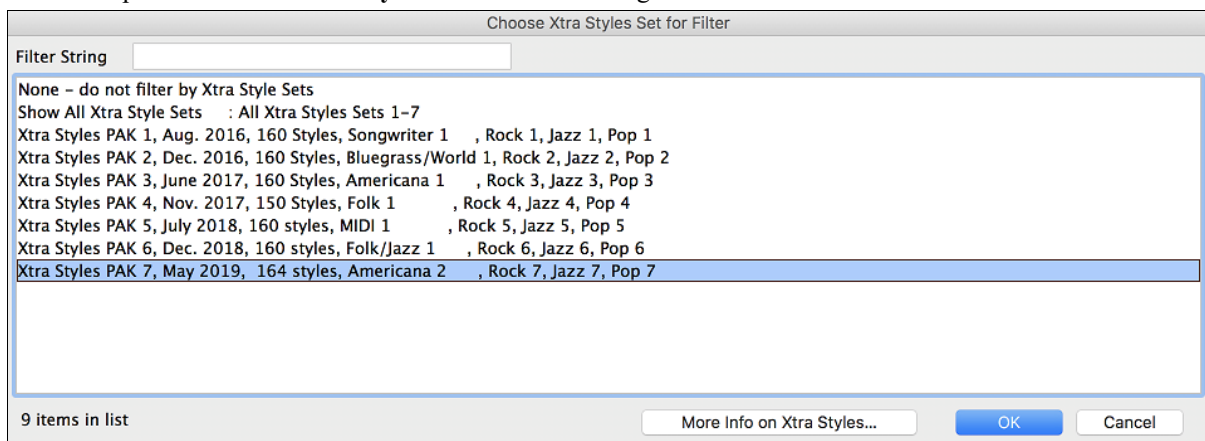 Choose Xtra Styles Set for Filter
Filter String
None – do not filter by Xtra Style Sets
Show All Xtra Style Sets : All Xtra Styles Sets 1-7
Xtra Styles PAK 1, Aug. 2016, 160 Styles, Songwriter 1 , Rock 1, Jazz 1, Pop 1
Xtra Styles PAK 2, Dec. 2016, 160 Styles, Bluegrass/World 1, Rock 2, Jazz 2, Pop 2
Xtra Styles PAK 3, June 2017, 160 Styles, Americana 1 , Rock 3, Jazz 3, Pop 3
Xtra Styles PAK 4, Nov. 2017, 150 Styles, Folk 1 , Rock 4, Jazz 4, Pop 4
Xtra Styles PAK 5, July 2018, 160 styles, MIDI 1 , Rock 5, Jazz 5, Pop 5
Xtra Styles PAK 6, Dec. 2018, 160 styles, Folk/Jazz 1 , Rock 6, Jazz 6, Pop 6
Xtra Styles PAK 7, May 2019, 164 styles, Americana 2 , Rock 7, Jazz 7, Pop 7
9 items in list
More Info on Xtra Styles...
OK
Cancel